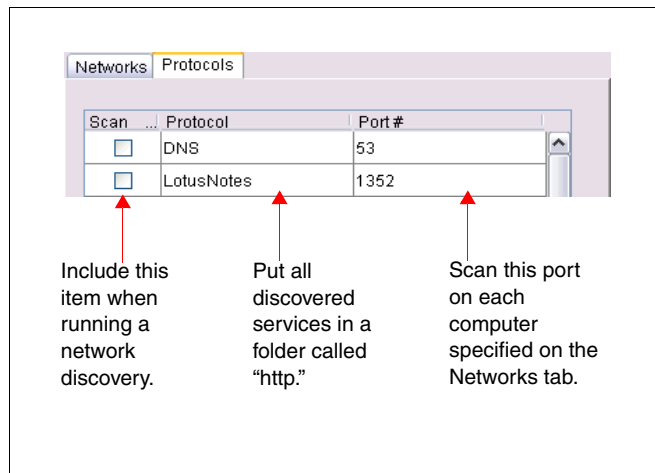 Networks Protocols
Scan ... Protocol Port #
DNS 53
LotusNotes 1352
Include this
item when
running a
network
discovery.
Put all
discovered
services in a
folder called
“http.”
Scan this port
on each
computer
specified on the
Networks tab.